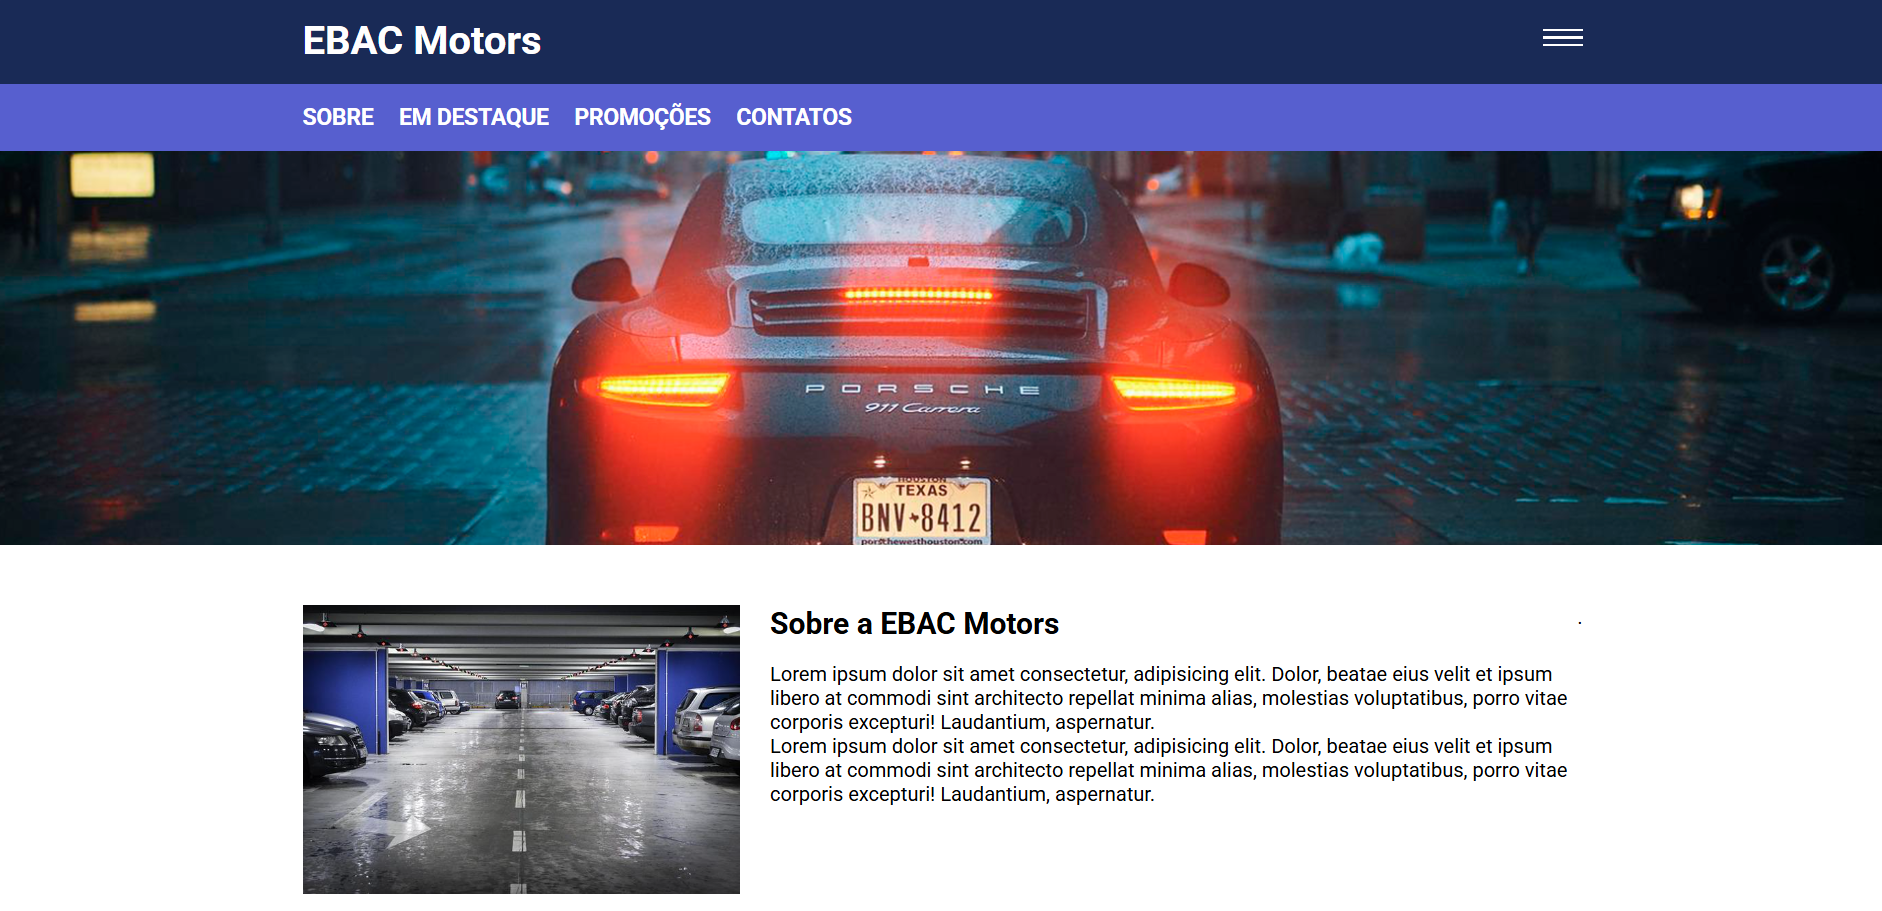 EBAC Motors
SOBRE EM DESTAQUE PROMOÇÕES CONTATOS
PORSCHE
911 Carrera
HOUSTON
TEXAS
BNV 8412
porschewesthouston.com
Sobre a EBAC Motors
.
Lorem ipsum dolor sit amet consectetur, adipisicing elit. Dolor, beatae eius velit et ipsum
libero at commodi sint architecto repellat minima alias, molestias voluptatibus, porro vitae
corporis excepturi! Laudantium, aspernatur.
Lorem ipsum dolor sit amet consectetur, adipisicing elit. Dolor, beatae eius velit et ipsum
libero at commodi sint architecto repellat minima alias, molestias voluptatibus, porro vitae
corporis excepturi! Laudantium, aspernatur.